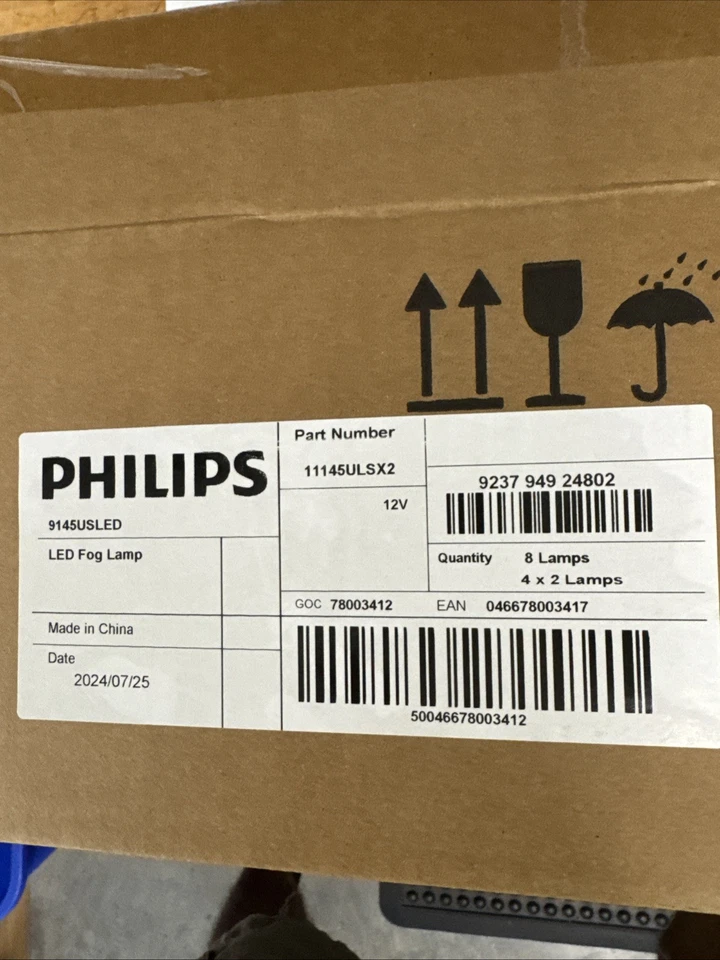 PHILIPS
9145USLED
LED Fog Lamp
Made in China
Date
2024/07/25
Part Number
11145ULSX2
12V
9237 949 24802
Quantity 8 Lamps
4 x 2 Lamps
GOC 78003412 EAN 046678003417
50046678003412